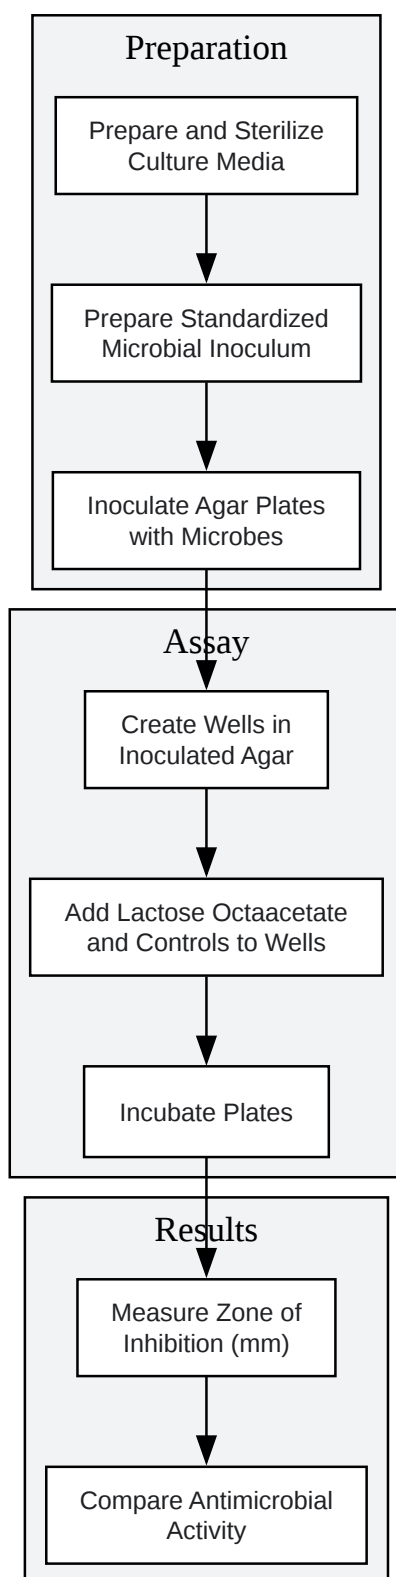 Preparation
Prepare and Sterilize
Culture Media
Prepare Standardized
Microbial Inoculum
Inoculate Agar Plates
with Microbes
Assay
Create Wells in
Inoculated Agar
Add Lactose Octaacetate
and Controls to Wells
Incubate Plates
Results
Measure Zone of
Inhibition (mm)
Compare Antimicrobial
Activity